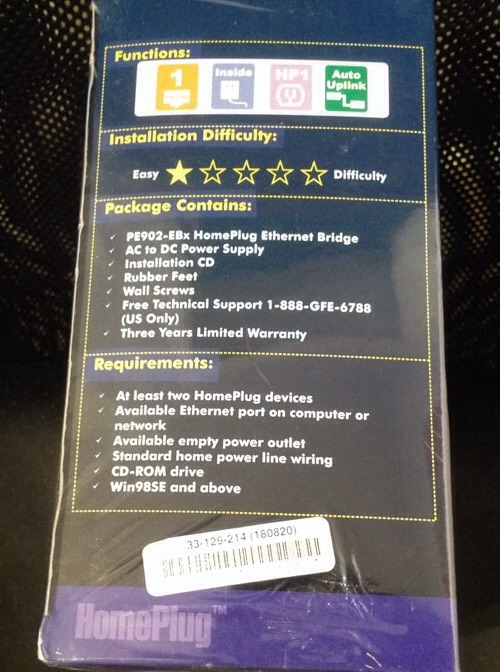 Functions:
1
Inside
HP1
Auto
Uplink
Installation Difficulty:
Easy
Difficulty
Package Contains:
PE902-EBx HomePlug Ethernet Bridge
AC to DC Power Supply
Installation CD
Rubber Feet
Wall Screws
Free Technical Support 1-888-GFE-6788
(US Only)
Three Years Limited Warranty
Requirements:
At least two HomePlug devices
Available Ethernet port on computer or
network
Available empty power outlet
Standard home power line wiring
CD-ROM drive
Win98SE and above
33-129-214 (180820)
HomePlug™